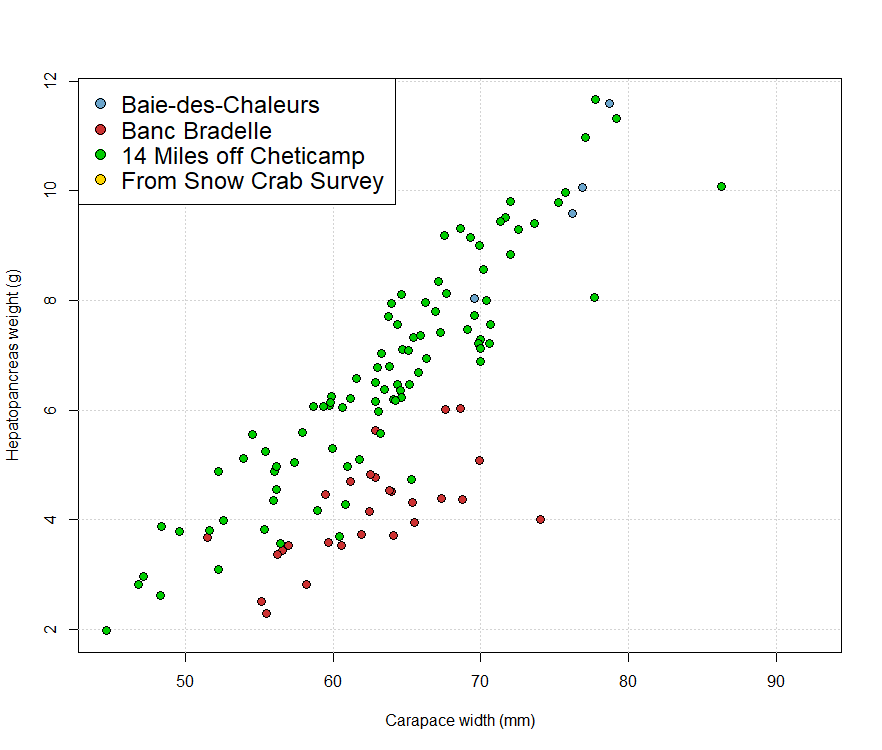 Baie-des-Chaleurs
Banc Bradelle
14 Miles off Cheticamp
From Snow Crab Survey
12
10
8
6
4
2
Hepatopancreas weight (g)
50 60 70 80 90
Carapace width (mm)